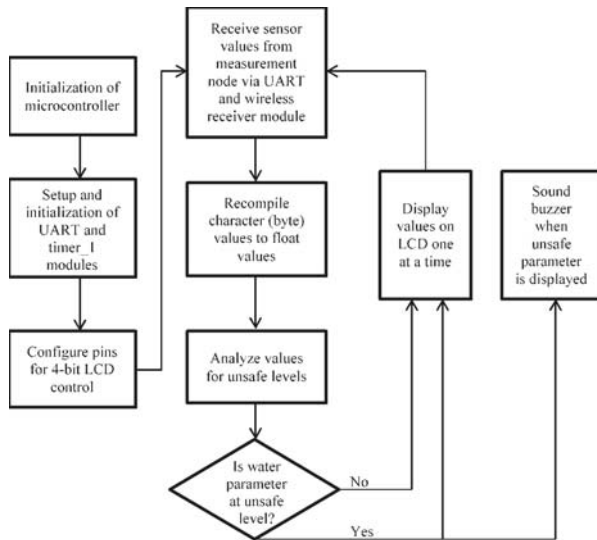 Initialization of
microcontroller
Setup and
initialization of
UART and
timer_1
modules
Configure pins
for 4-bit LCD
control
Receive sensor
values from
measurement
node via UART
and wireless
receiver module
Recompile
character (byte)
values to float
values
Analyze values
for unsafe levels
Is water
parameter
at unsafe
level?
No
Yes
Display
values on
LCD one
at a time
Sound
buzzer
when
unsafe
parameter
is displayed